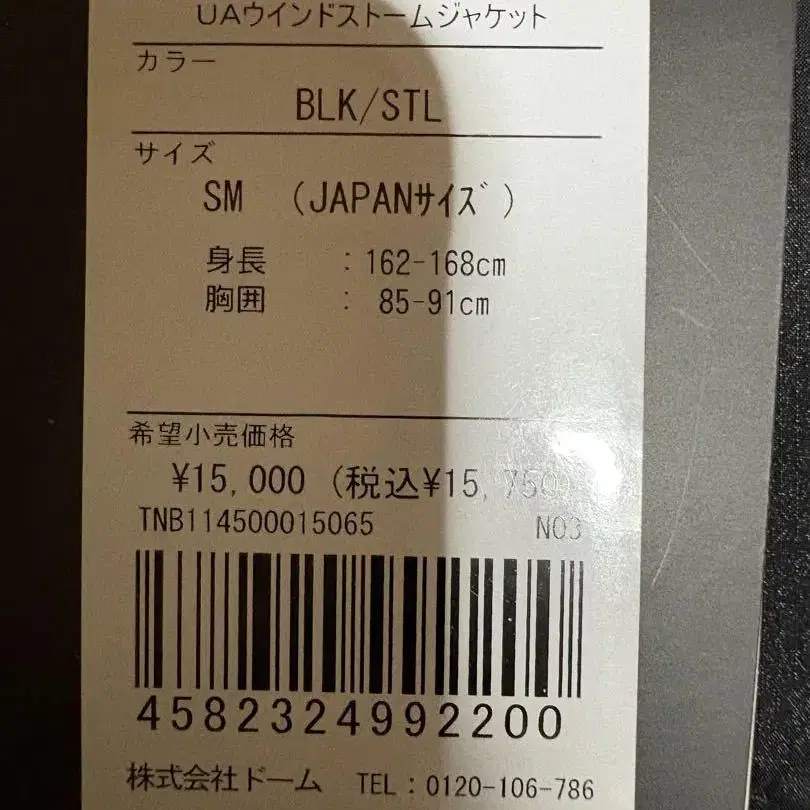 UAウインドストームジャケット
カラー
BLK/STL
サイズ
SM (JAPANｻｲｽﾞ)
身長 : 162-168cm
胸囲 : 85-91cm
希望小売価格
¥15,000 (税込¥15,750)
TNB114500015065 N03
4582324992200
株式会社ドーム TEL : 0120-106-786